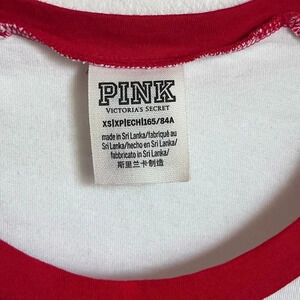 PINK
VICTORIA'S SECRET
XS|XP|ECH|165/84A
made in Sri Lanka/fabriqué au
Sri Lanka/hecho en Sri Lanka/
fabbricato in Sri Lanka/
斯里兰卡制造